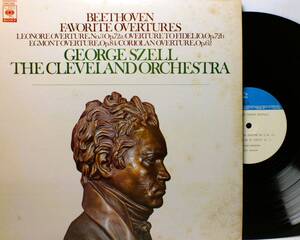 BEETHOVEN
FAVORITE OVERTURES
LEONORE OVERTURE, No.3 Op.72a OVERTURE TO FIDELIO, Op.72b
EGMONT OVERTURE, Op.84 CORIOLAN OVERTURE, Op.62
GEORGE SZELL
THE CLEVELAND ORCHESTRA
CBS
SONY